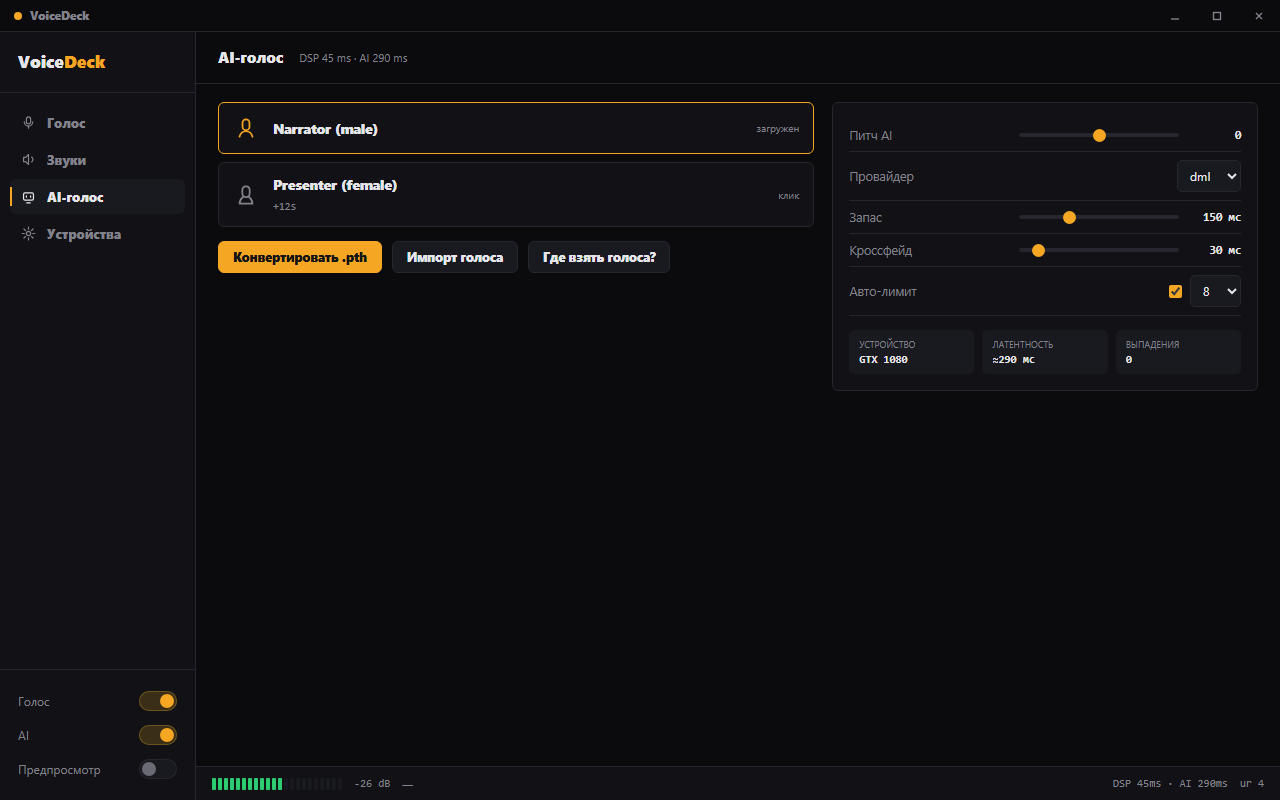 VoiceDeck
VoiceDeck
Голос
Звуки
AI-голос
Устройства
Голос
AI
Предпросмотр
AI-голос DSP 45 ms · AI 290 ms
Narrator (male) загружен
Presenter (female)
+12s
клик
Конвертировать .pth Импорт голоса Где взять голоса?
Питч AI 0
Провайдер dml
Запас 150 мс
Кроссфейд 30 мс
Авто-лимит 8
УСТРОЙСТВО
GTX 1080
ЛАТЕНТНОСТЬ
≈290 мс
ВЫПАДЕНИЯ
0
-26 dB —
DSP 45ms · AI 290ms ur 4